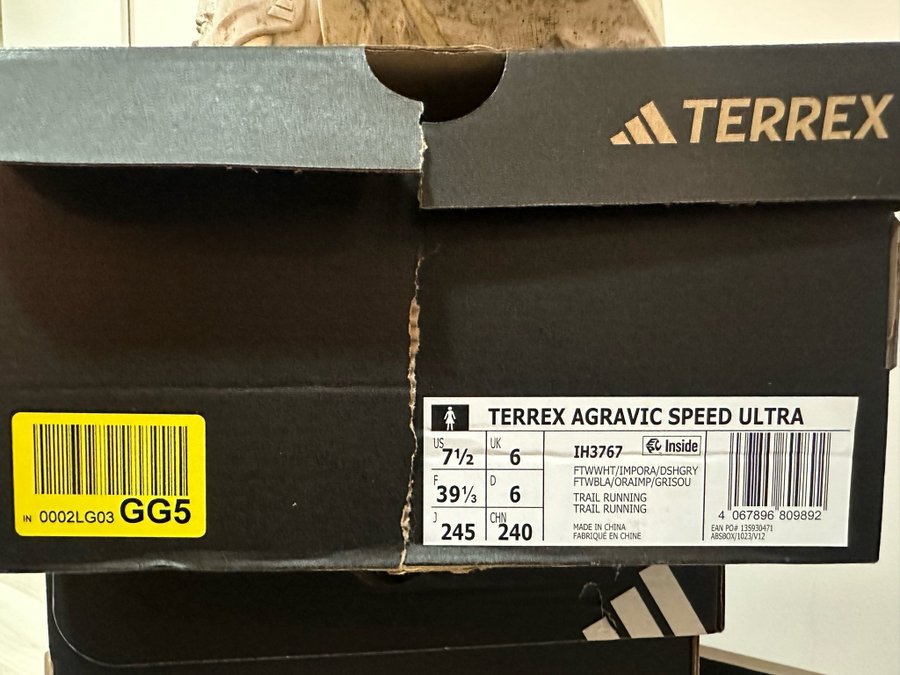 TERREX
TERREX AGRAVIC SPEED ULTRA
US 7½ UK 6
F 39⅓ D 6
J 245 CHN 240
IH3767 Inside
FTWWHT/IMPORA/DSHGRY
FTWBLA/ORAIMP/GRISOU
TRAIL RUNNING
TRAIL RUNNING
MADE IN CHINA
FABRIQUÉ EN CHINE
4 067896 809892
EAN PO# 135930471
ABSBOX/1023/V12
IN 0002LG03 GG5